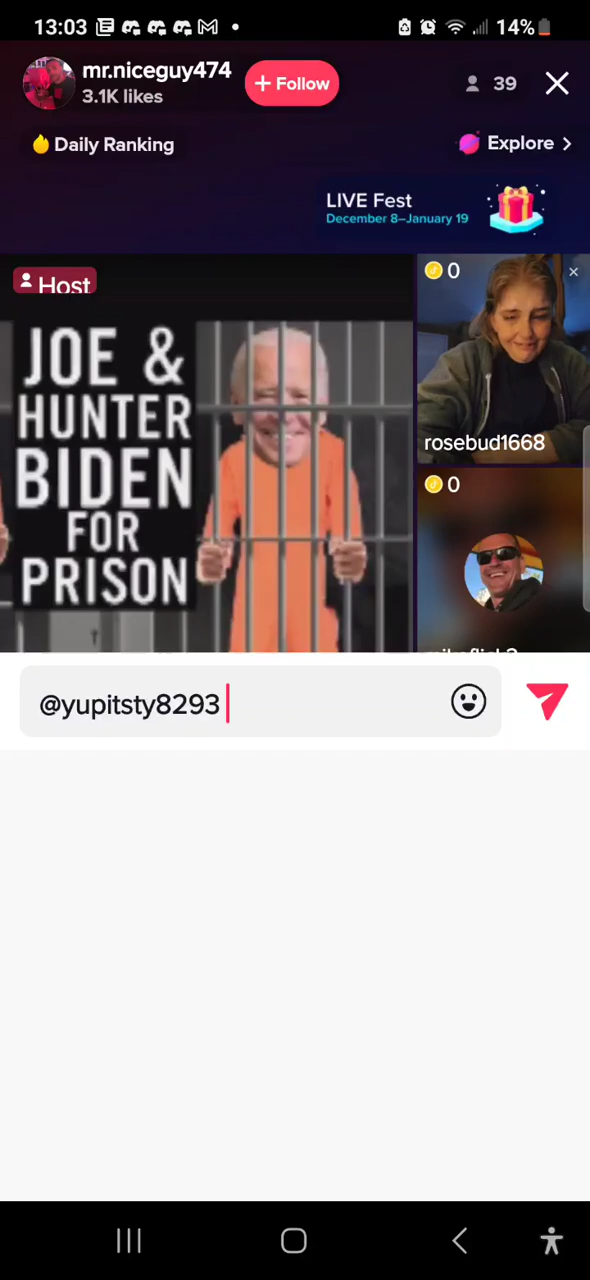 13:03
14%
mr.niceguy474
+ Follow
39
3.1K likes
Daily Ranking
Explore >
LIVE Fest
December 8–January 19
Host
0
JOE &
HUNTER
BIDEN
FOR
PRISON
rosebud1668
0
@yupitsty8293